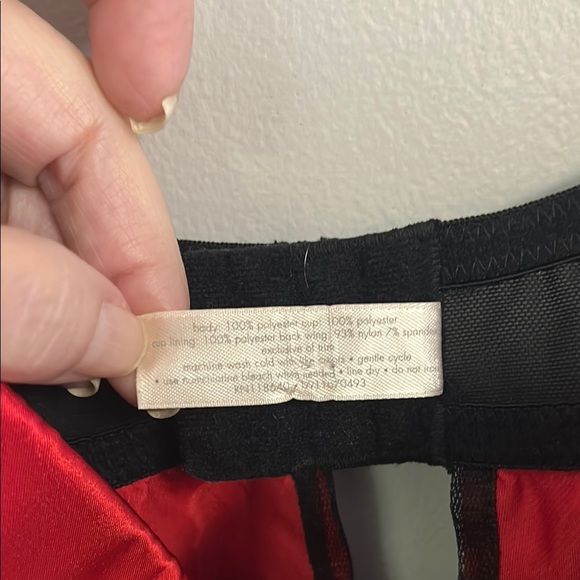 body: 100% polyester cup: 100% polyester
cup lining: 100% polyester back wing: 93% nylon 7% spandex
exclusive of trim
machine wash cold with like colors • gentle cycle
• use non-chlorine bleach when needed • line dry • do not iron
RN118640